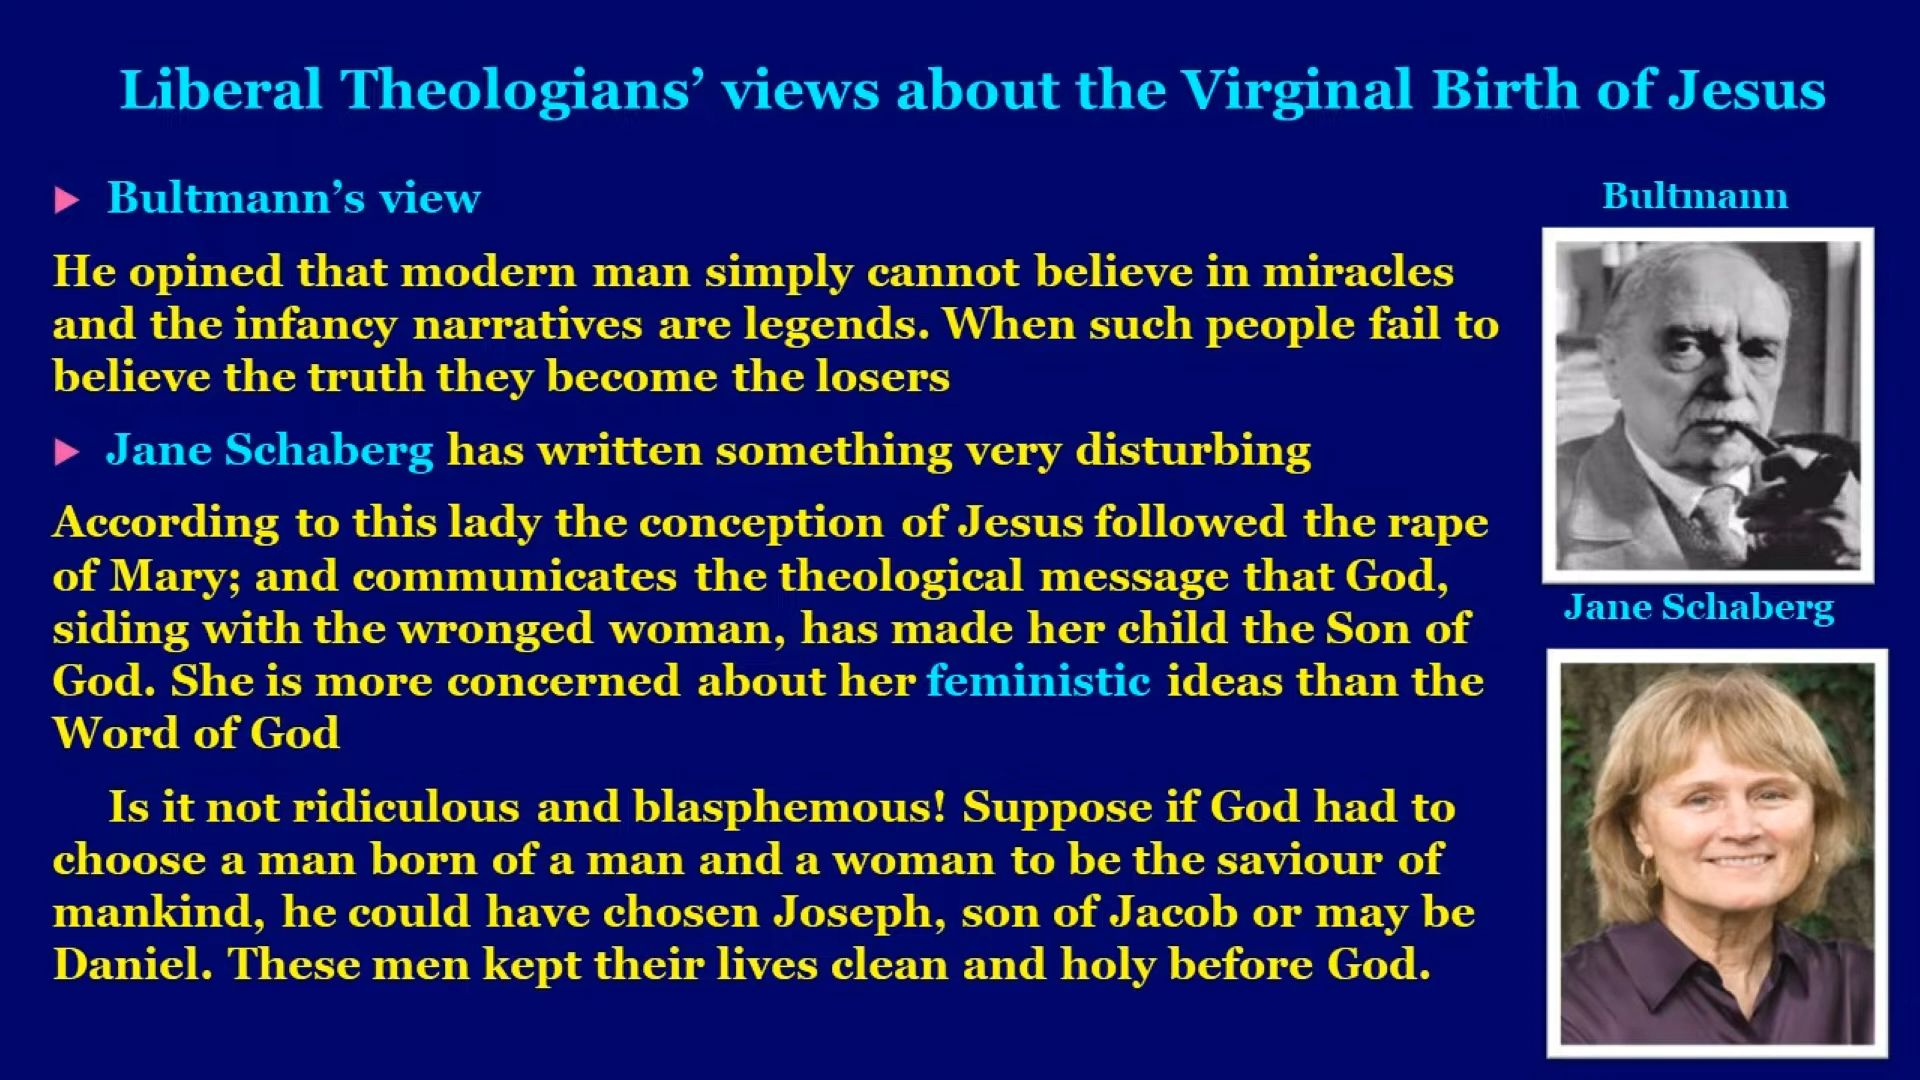 Liberal Theologians’ views about the Virginal Birth of Jesus
Bultmann’s view
He opined that modern man simply cannot believe in miracles
and the infancy narratives are legends. When such people fail to
believe the truth they become the losers
Jane Schaberg has written something very disturbing
According to this lady the conception of Jesus followed the rape
of Mary; and communicates the theological message that God,
siding with the wronged woman, has made her child the Son of
God. She is more concerned about her feministic ideas than the
Word of God
Is it not ridiculous and blasphemous! Suppose if God had to
choose a man born of a man and a woman to be the saviour of
mankind, he could have chosen Joseph, son of Jacob or may be
Daniel. These men kept their lives clean and holy before God.
Bultmann
Jane Schaberg